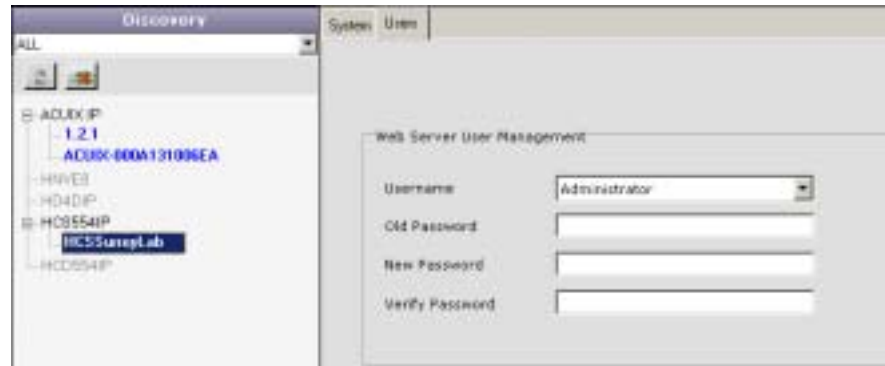 Discovery
ALL
ACUIX IP
1.2.1
ACUIX-000A131006EA
HNVE8
HD4DIP
HCS554IP
HCSSurreyLab
HCD554IP
System Users
Web Server User Management
Username Administrator
Old Password
New Password
Verify Password